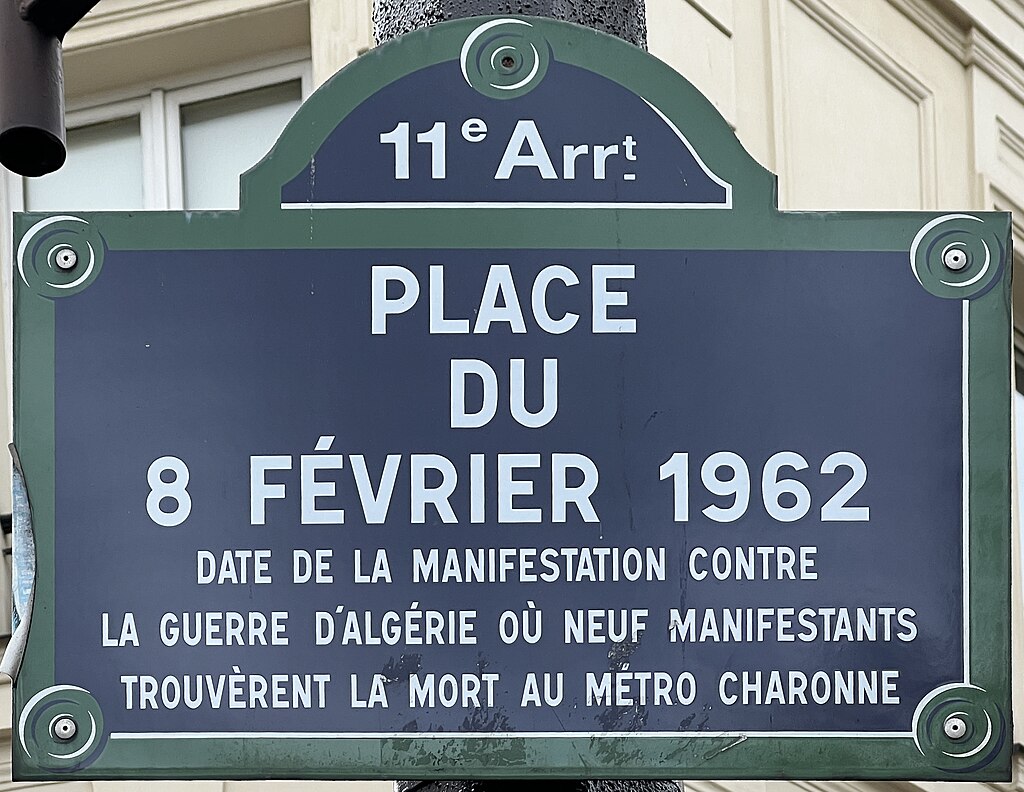 11e Arrt
PLACE
DU
8 FÉVRIER 1962
DATE DE LA MANIFESTATION CONTRE
LA GUERRE D'ALGÉRIE OÙ NEUF MANIFESTANTS
TROUVÈRENT LA MORT AU MÉTRO CHARONNE